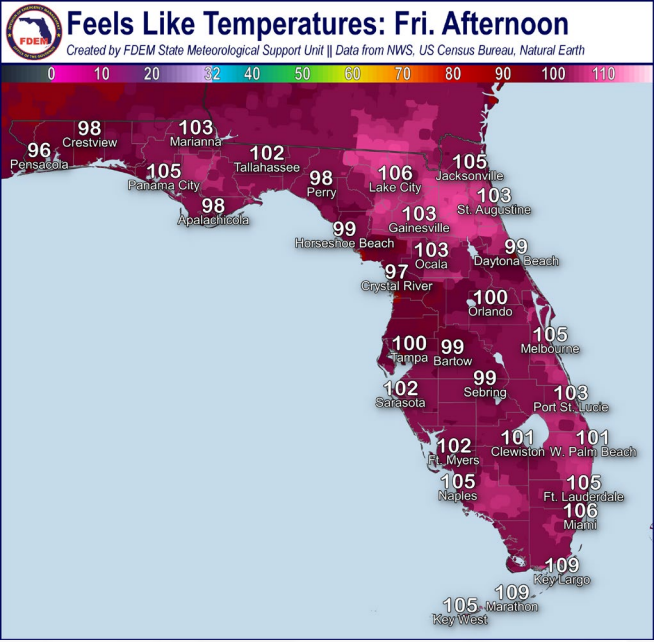 Feels Like Temperatures: Fri. Afternoon
Created by FDEM State Meteorological Support Unit || Data from NWS, US Census Bureau, Natural Earth
FDEM
0 10 20 32 40 50 60 70 80 90 100 110
96
Pensacola
98
Crestview
103
Marianna
105
Panama City
98
Apalachicola
102
Tallahassee
98
Perry
106
Lake City
105
Jacksonville
103
St. Augustine
103
Gainesville
99
Horseshoe Beach
103
Ocala
99
Daytona Beach
97
Crystal River
100
Orlando
105
Melbourne
100
Tampa
99
Bartow
99
Sebring
102
Sarasota
103
Port St. Lucie
102
Ft. Myers
101
Clewiston
101
W. Palm Beach
105
Naples
105
Ft. Lauderdale
106
Miami
109
Key Largo
109
Marathon
105
Key West